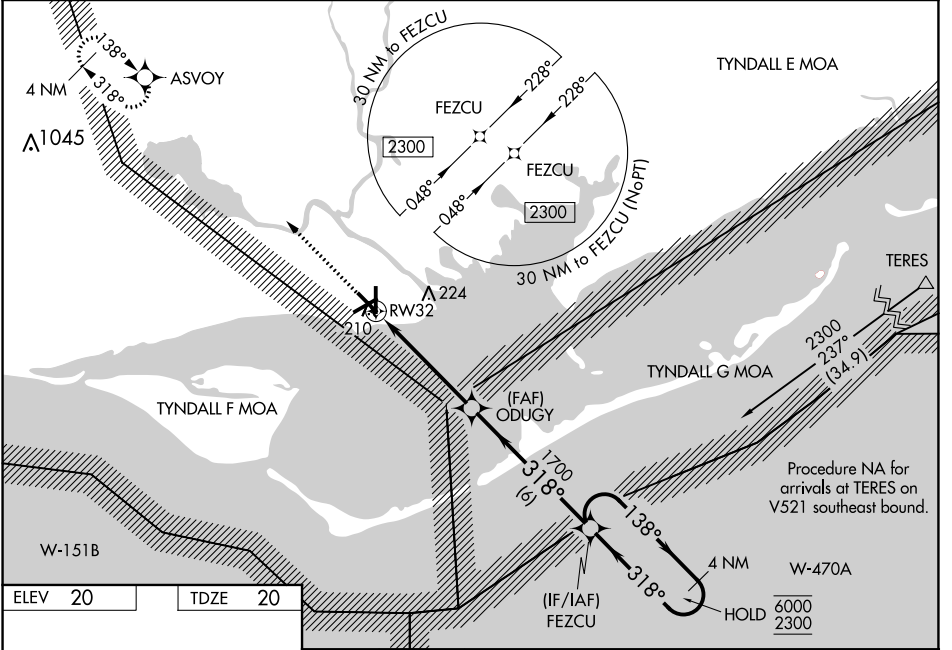 30 NM to FEZCU
TYNDALL E MOA
138°
ASVOY
318°
4 NM
1045
228°
228°
FEZCU
FEZCU
2300
2300
048°
048°
30 NM to FEZCU (NoPT)
TERES
224
RW32
210
2300
237°
(34.9)
TYNDALL G MOA
TYNDALL F MOA
(FAF)
ODUGY
1700
318°
(6)
Procedure NA for
arrivals at TERES on
V521 southeast bound.
138°
4 NM
318°
W-151B
W-470A
(IF/IAF)
FEZCU
HOLD
6000
2300
ELEV 20
TDZE 20